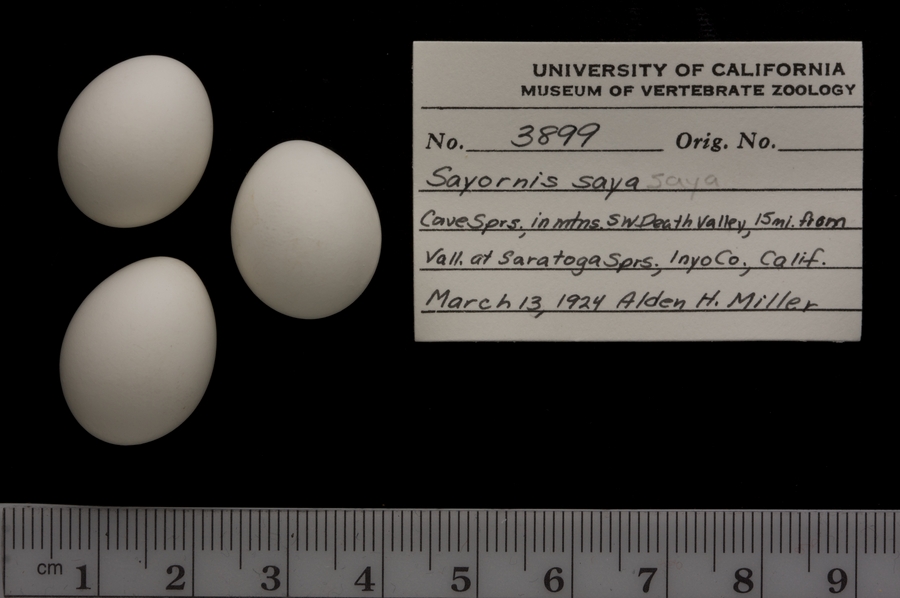 UNIVERSITY OF CALIFORNIA
MUSEUM OF VERTEBRATE ZOOLOGY
No. 3899 Orig. No.
Sayornis saya saya
Cave Sprs., in mtns. SW. Death Valley, 15 mi. from
Vall. at Saratoga Sprs., Inyo Co., Calif.
March 13, 1924 Alden H. Miller
cm 1 2 3 4 5 6 7 8 9